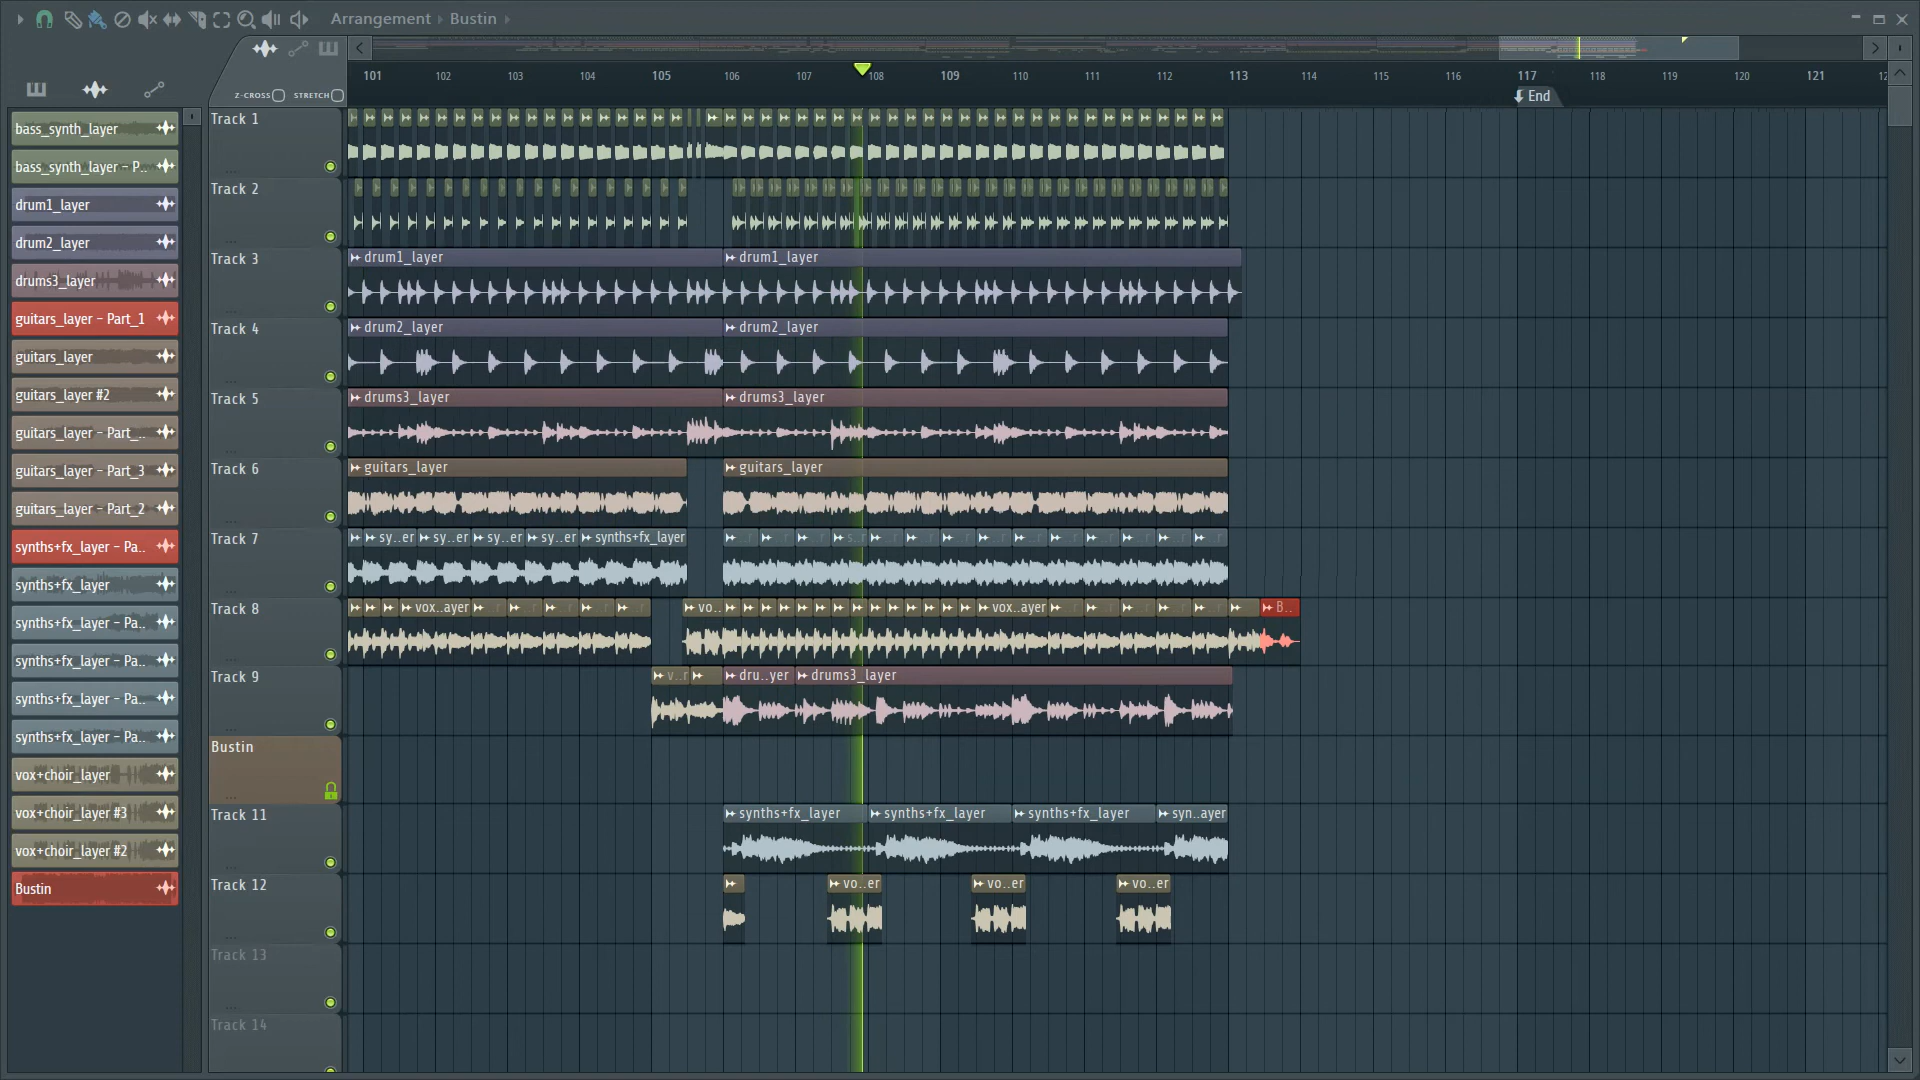 Arrangement › Bustin ›
Z-CROSS STRETCH
101 102 103 104 105 106 107 108 109 110 111 112 113 114 115 116 117 118 119 120 121
End
bass_synth_layer
bass_synth_layer - P..
drum1_layer
drum2_layer
drums3_layer
guitars_layer - Part_1
guitars_layer
guitars_layer #2
guitars_layer - Part_..
guitars_layer - Part_3
guitars_layer - Part_2
synths+fx_layer - Pa..
synths+fx_layer
synths+fx_layer - Pa..
synths+fx_layer - Pa..
synths+fx_layer - Pa..
synths+fx_layer - Pa..
vox+choir_layer
vox+choir_layer #3
vox+choir_layer #2
Bustin
Track 1
Track 2
Track 3 drum1_layer drum1_layer
Track 4 drum2_layer drum2_layer
Track 5 drums3_layer drums3_layer
Track 6 guitars_layer guitars_layer
Track 7 sy..er sy..er sy..er sy..er synths+fx_layer
Track 8 vox..ayer vo.. vox..ayer B..
Track 9 v..r dru..yer drums3_layer
Bustin
Track 11 synths+fx_layer synths+fx_layer synths+fx_layer syn..ayer
Track 12 vo..er vo..er vo..er
Track 13
Track 14